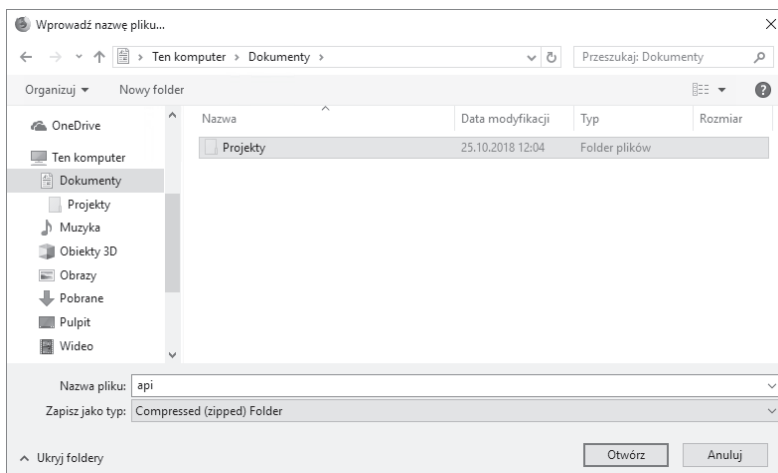 Wprowadź nazwę pliku...
Ten komputer > Dokumenty >
Przeszukaj: Dokumenty
Organizuj
Nowy folder
OneDrive
Ten komputer
Dokumenty
Projekty
Muzyka
Obiekty 3D
Obrazy
Pobrane
Pulpit
Wideo
Nazwa Data modyfikacji Typ Rozmiar
Projekty 25.10.2018 12:04 Folder plików
Nazwa pliku: api
Zapisz jako typ: Compressed (zipped) Folder
Ukryj foldery
Otwórz
Anuluj